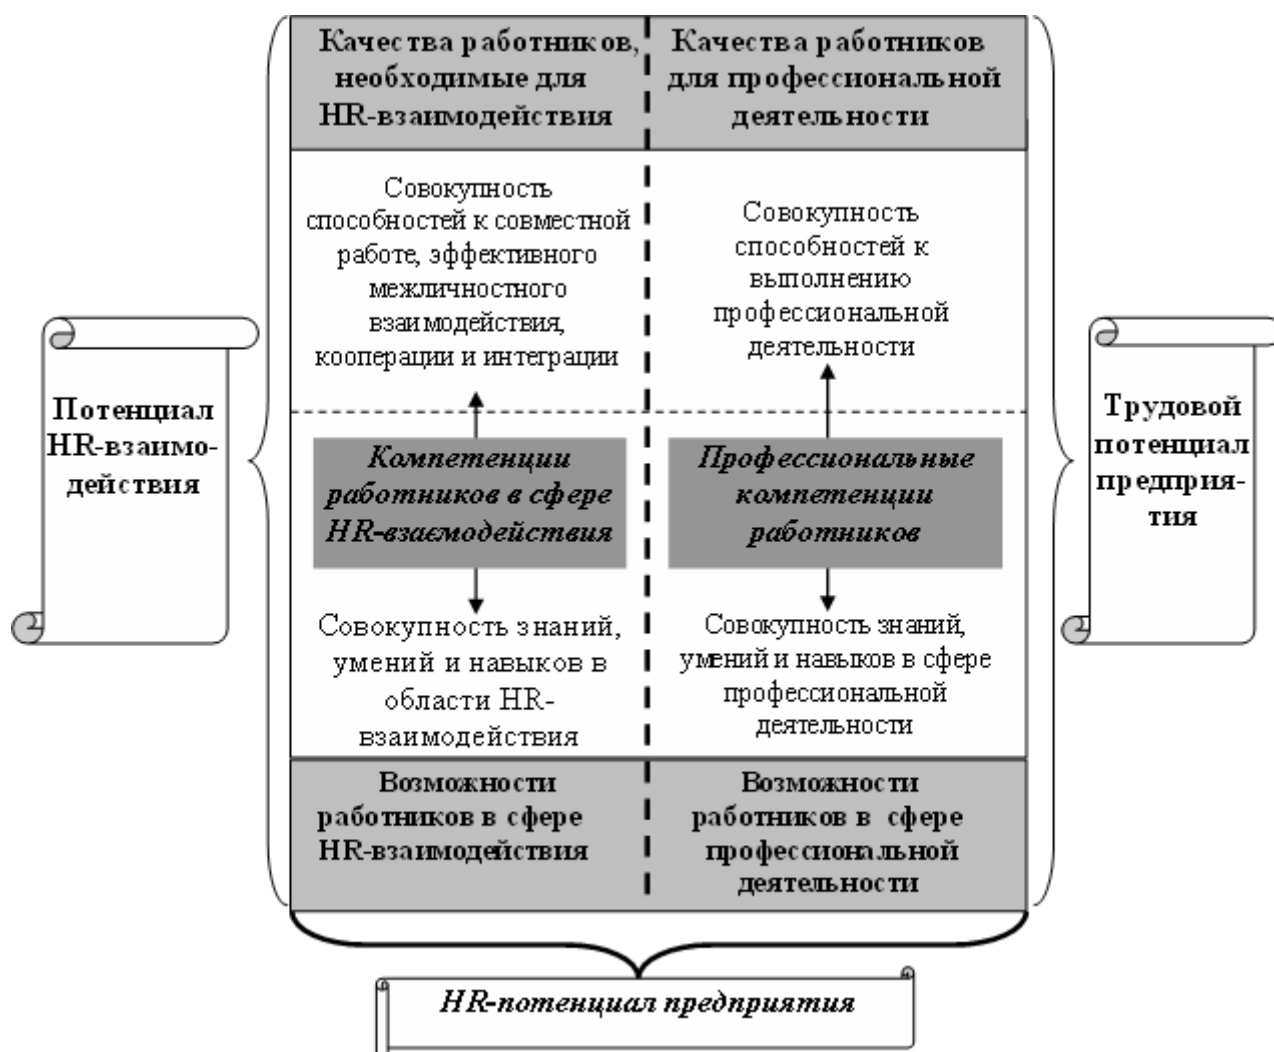 Качества работников,
необходимые для
HR-взаимодействия
Качества работников
для профессиональной
деятельности
Совокупность
способностей к совместной
работе, эффективного
межличностного
взаимодействия,
кооперации и интеграции
Совокупность
способностей к
выполнению
профессиональной
деятельности
Потенциал
HR-взаимо-
действия
Компетенции
работников в сфере
HR-взаємодействия
Профессиональные
компетенции
работников
Трудовой
потенциал
предприя-
тия
Совокупность знаний,
умений и навыков в
области HR-
взаимодействия
Совокупность знаний,
умений и навыков в сфере
профессиональной
деятельности
Возможности
работников в сфере
HR-взаимодействия
Возможности
работников в сфере
профессиональной
деятельности
HR-потенциал предприятия